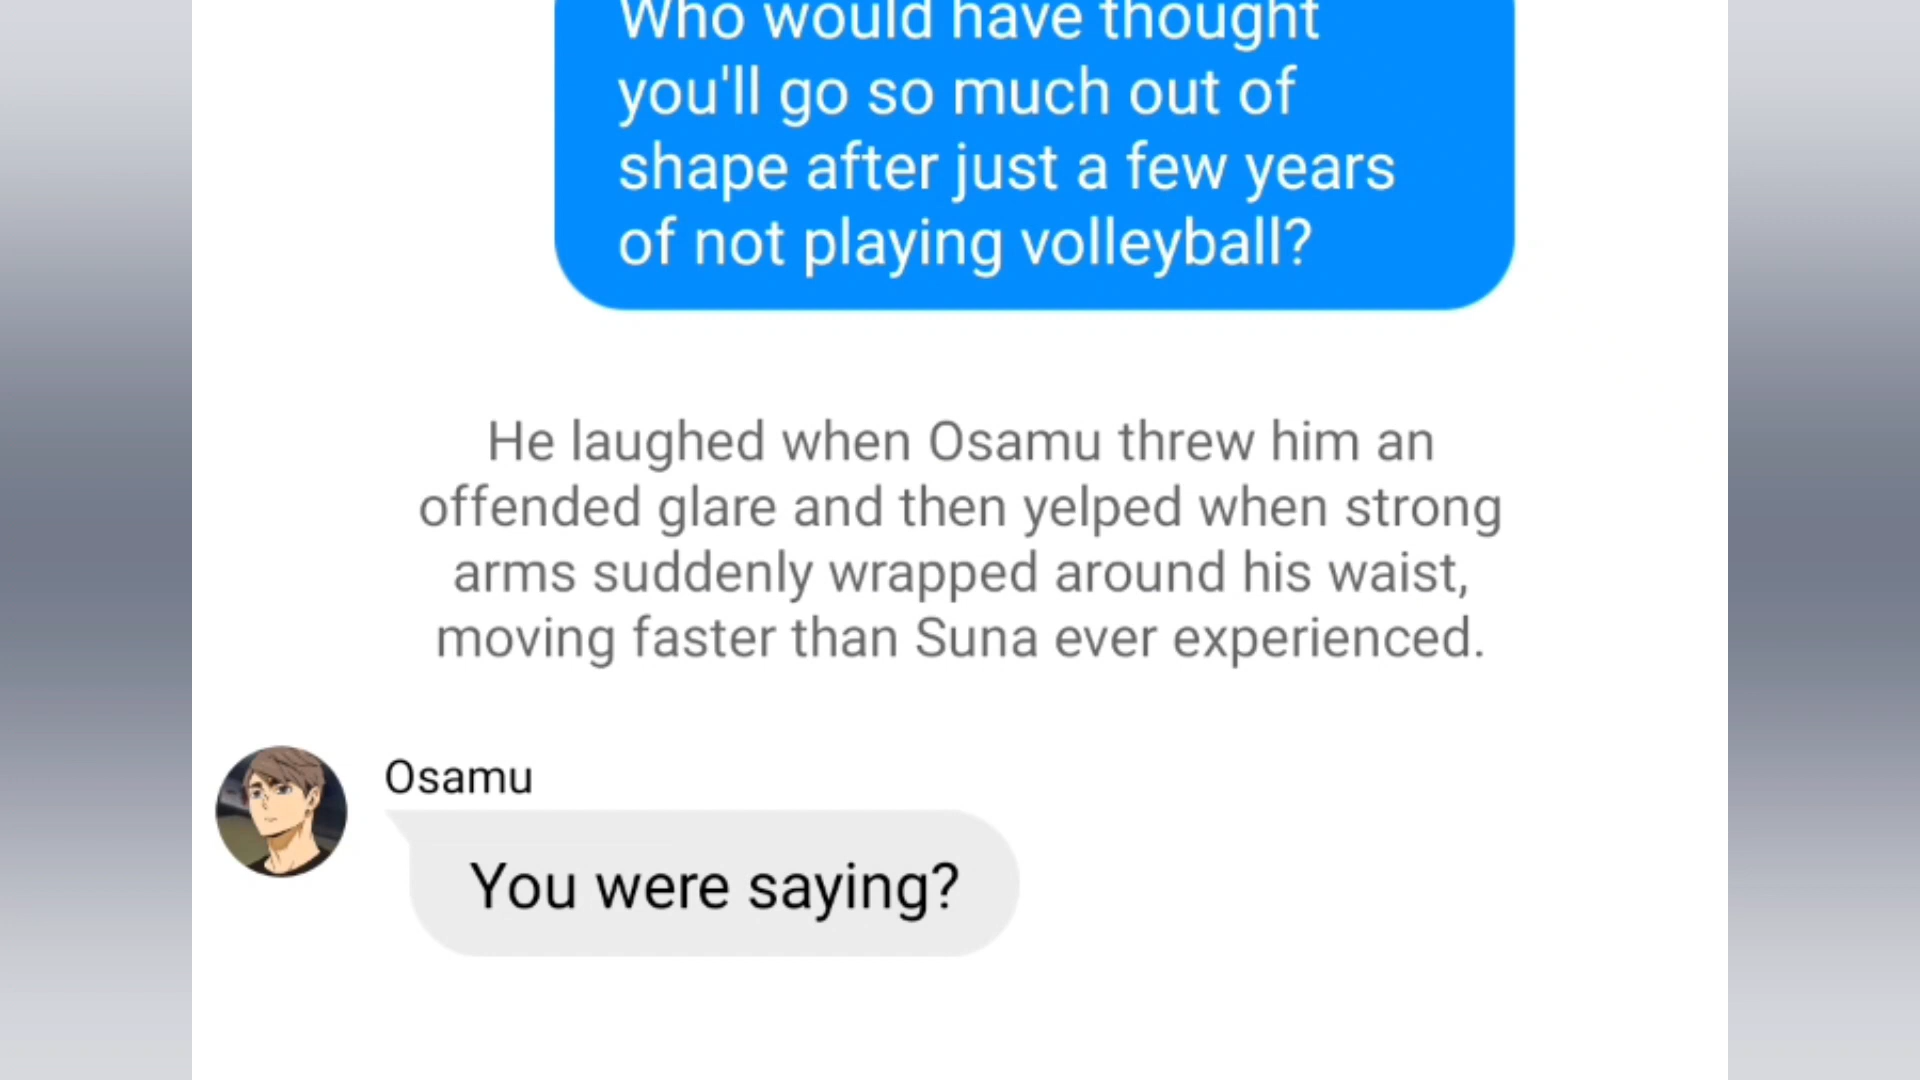 Who would have thought
you'll go so much out of
shape after just a few years
of not playing volleyball?
He laughed when Osamu threw him an
offended glare and then yelped when strong
arms suddenly wrapped around his waist,
moving faster than Suna ever experienced.
Osamu
You were saying?